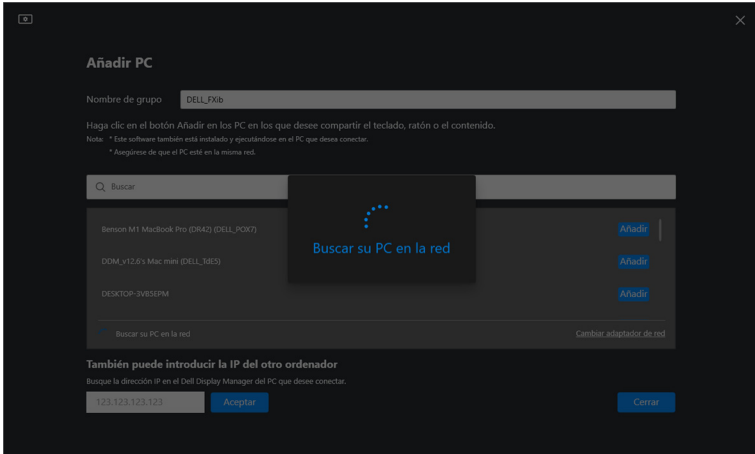 Añadir PC
Nombre de grupo DELL_FXib
Haga clic en el botón Añadir en los PC en los que desee compartir el teclado, ratón o el contenido.
Nota: * Este software también está instalado y ejecutándose en el PC que desea conectar.
* Asegúrese de que el PC esté en la misma red.
Buscar
Buscar su PC en la red
Benson M1 MacBook Pro (DR42) (DELL_POX7) Añadir
DDM_v12.6's Mac mini (DELL_TdE5) Añadir
DESKTOP-3VB5EPM Añadir
Buscar su PC en la red Cambiar adaptador de red
También puede introducir la IP del otro ordenador
Busque la dirección IP en el Dell Display Manager del PC que desee conectar.
123.123.123.123 Aceptar Cerrar